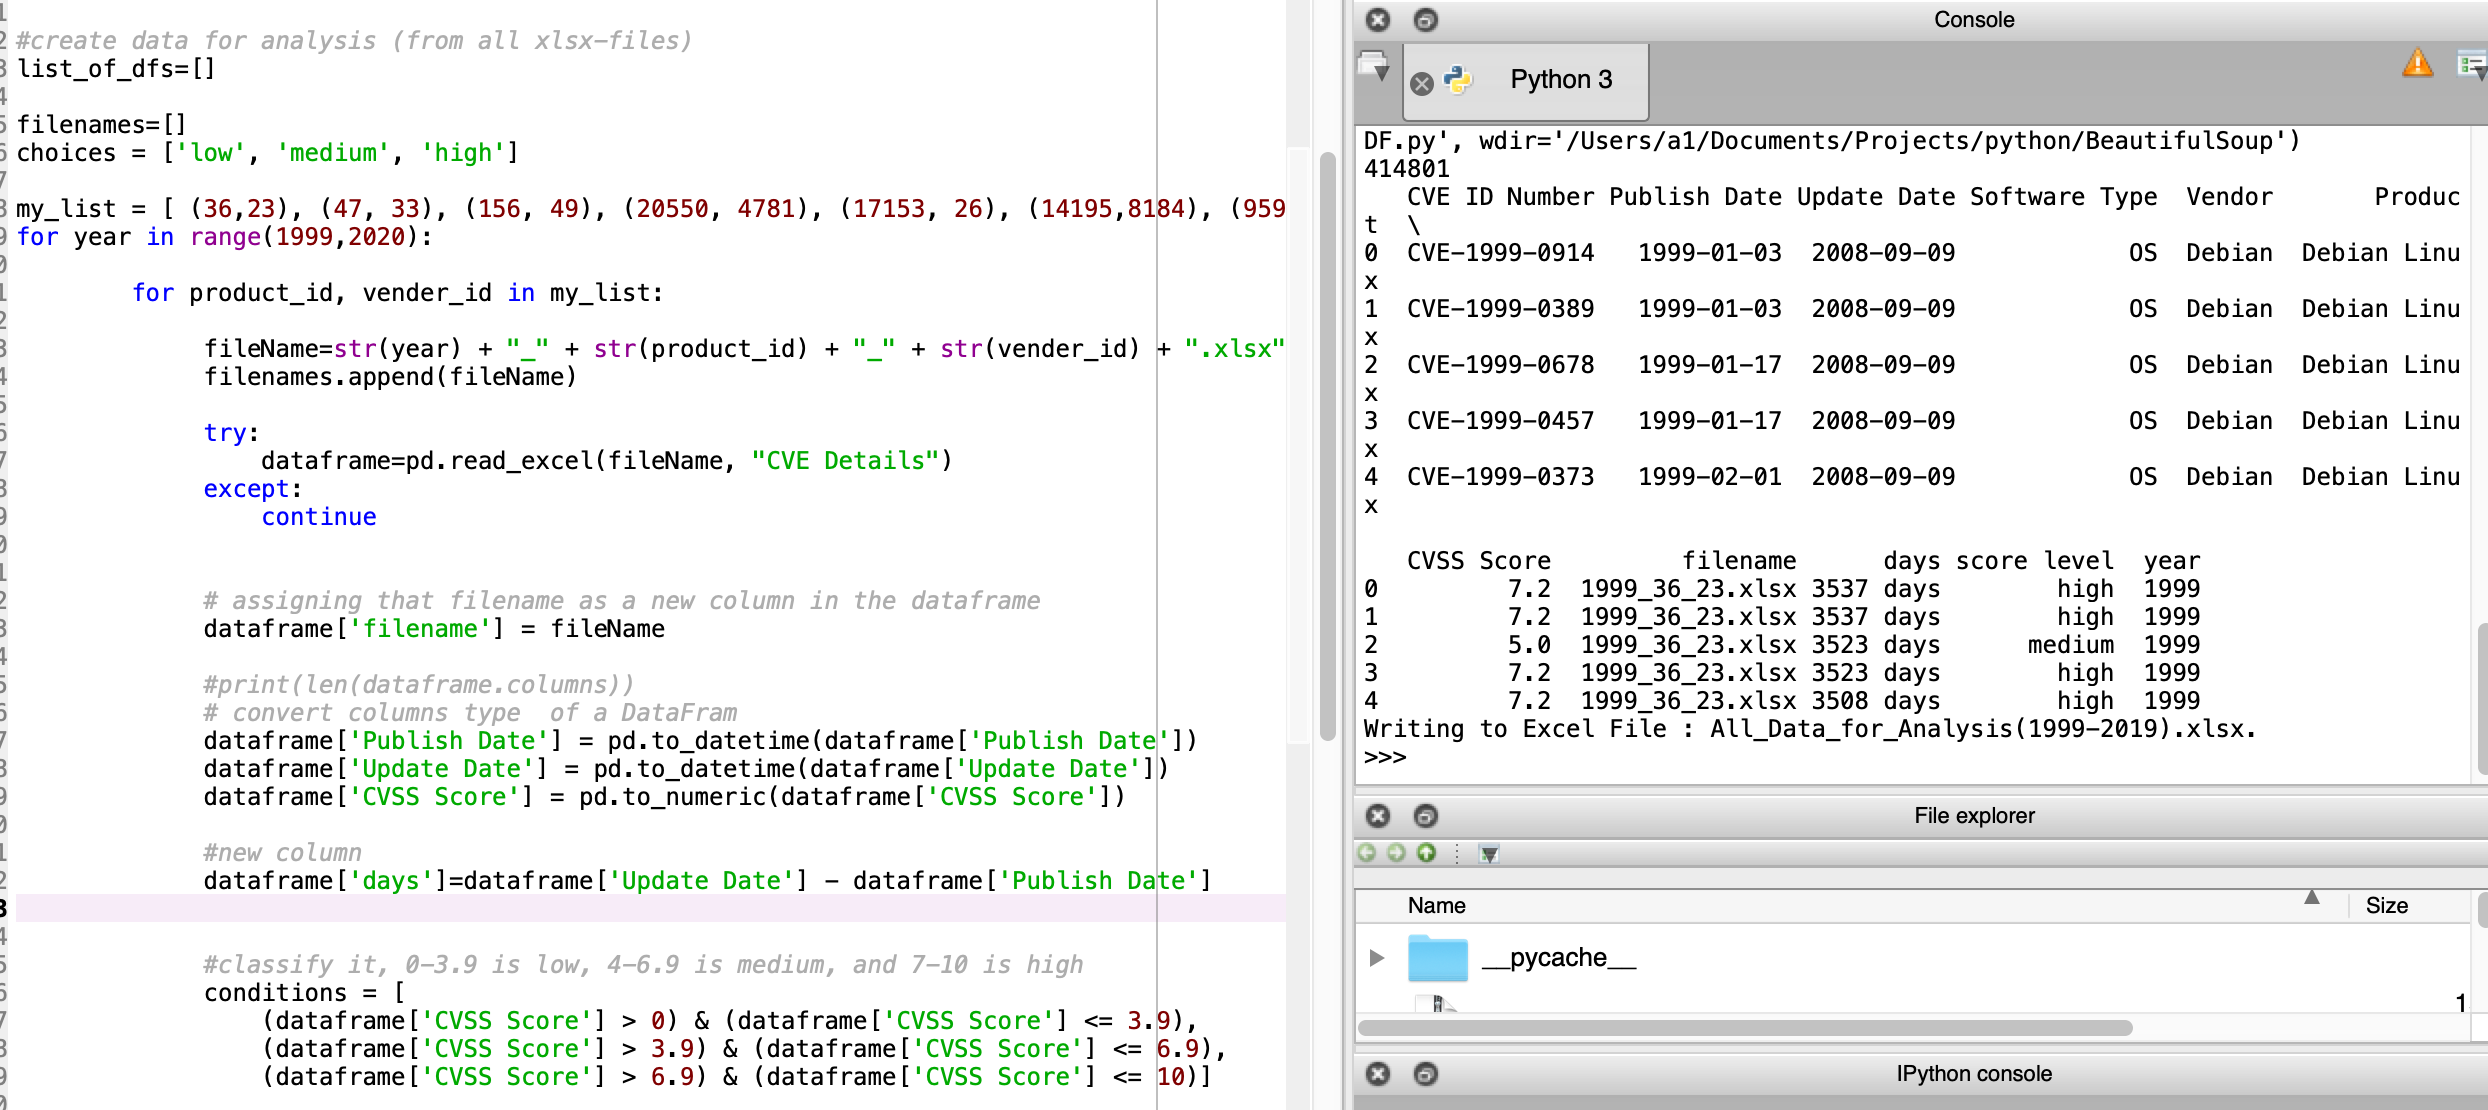 #create data for analysis (from all xlsx-files)
list_of_dfs=[]
filenames=[]
choices = ['low', 'medium', 'high']
my_list = [ (36,23), (47, 33), (156, 49), (20550, 4781), (17153, 26), (14195,8184), (959
for year in range(1999,2020):
for product_id, vender_id in my_list:
fileName=str(year) + "_" + str(product_id) + "_" + str(vender_id) + ".xlsx"
filenames.append(fileName)
try:
dataframe=pd.read_excel(fileName, "CVE Details")
except:
continue
# assigning that filename as a new column in the dataframe
dataframe['filename'] = fileName
#print(len(dataframe.columns))
# convert columns type  of a DataFram
dataframe['Publish Date'] = pd.to_datetime(dataframe['Publish Date'])
dataframe['Update Date'] = pd.to_datetime(dataframe['Update Date'])
dataframe['CVSS Score'] = pd.to_numeric(dataframe['CVSS Score'])
#new column
dataframe['days']=dataframe['Update Date'] - dataframe['Publish Date']
#classify it, 0-3.9 is low, 4-6.9 is medium, and 7-10 is high
conditions = [
(dataframe['CVSS Score'] > 0) & (dataframe['CVSS Score'] <= 3.9),
(dataframe['CVSS Score'] > 3.9) & (dataframe['CVSS Score'] <= 6.9),
(dataframe['CVSS Score'] > 6.9) & (dataframe['CVSS Score'] <= 10)]
Console
Python 3
DF.py', wdir='/Users/a1/Documents/Projects/python/BeautifulSoup')
414801
CVE ID Number Publish Date Update Date Software Type  Vendor       Produc
t  \
0  CVE-1999-0914   1999-01-03  2008-09-09            OS  Debian  Debian Linu
x
1  CVE-1999-0389   1999-01-03  2008-09-09            OS  Debian  Debian Linu
x
2  CVE-1999-0678   1999-01-17  2008-09-09            OS  Debian  Debian Linu
x
3  CVE-1999-0457   1999-01-17  2008-09-09            OS  Debian  Debian Linu
x
4  CVE-1999-0373   1999-02-01  2008-09-09            OS  Debian  Debian Linu
x
CVSS Score         filename      days score level  year
0         7.2  1999_36_23.xlsx 3537 days        high  1999
1         7.2  1999_36_23.xlsx 3537 days        high  1999
2         5.0  1999_36_23.xlsx 3523 days      medium  1999
3         7.2  1999_36_23.xlsx 3523 days        high  1999
4         7.2  1999_36_23.xlsx 3508 days        high  1999
Writing to Excel File : All_Data_for_Analysis(1999-2019).xlsx.
>>>
File explorer
Name Size
__pycache__
1
IPython console